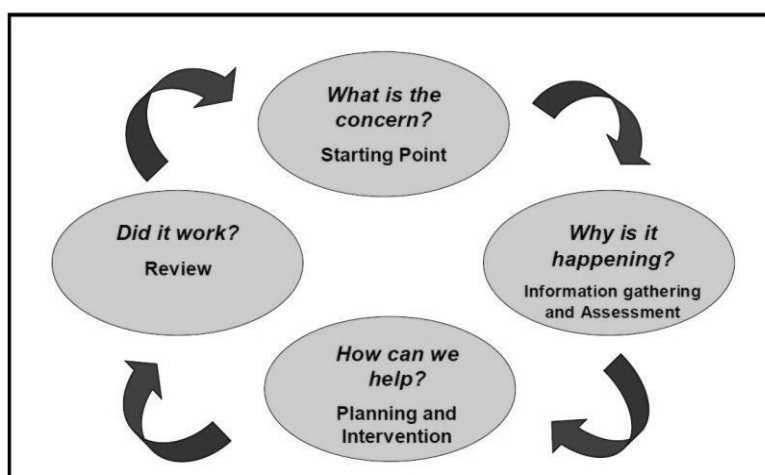 What is the
concern?
Starting Point
Why is it
happening?
Information gathering
and Assessment
How can we
help?
Planning and
Intervention
Did it work?
Review